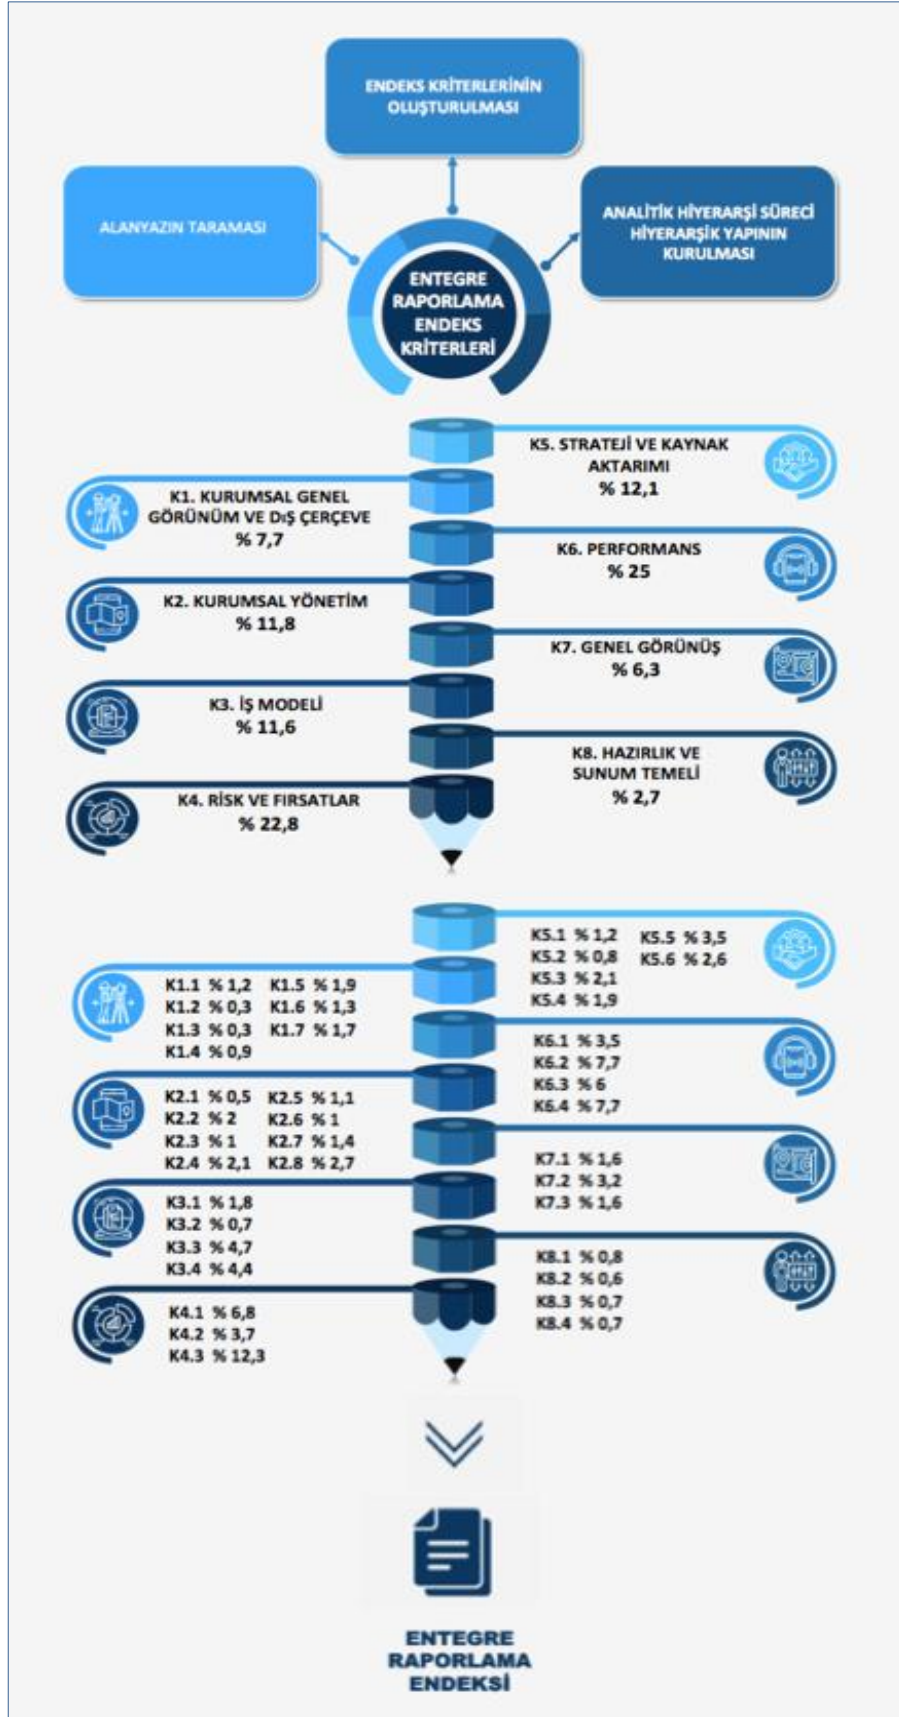 ENDEKS KRİTERLERİNİN
OLUŞTURULMASI
ALANYAZIN TARAMASI
ANALİTİK HİYERARŞİ SÜRECİ
HİYERARŞİK YAPININ
KURULMASI
ENTEGRE
RAPORLAMA
ENDEKS
KRİTERLERİ
K5. STRATEJİ VE KAYNAK
AKTARIMI
% 12,1
K1. KURUMSAL GENEL
GÖRÜNÜM VE DIŞ ÇERÇEVE
% 7,7
K6. PERFORMANS
% 25
K2. KURUMSAL YÖNETİM
% 11,8
K7. GENEL GÖRÜNÜŞ
% 6,3
K3. İŞ MODELİ
% 11,6
K8. HAZIRLIK VE
SUNUM TEMELİ
% 2,7
K4. RİSK VE FIRSATLAR
% 22,8
K5.1 % 1,2 K5.5 % 3,5
K5.2 % 0,8 K5.6 % 2,6
K5.3 % 2,1
K5.4 % 1,9
K1.1 % 1,2 K1.5 % 1,9
K1.2 % 0,3 K1.6 % 1,3
K1.3 % 0,3 K1.7 % 1,7
K1.4 % 0,9
K6.1 % 3,5
K6.2 % 7,7
K6.3 % 6
K6.4 % 7,7
K2.1 % 0,5 K2.5 % 1,1
K2.2 % 2 K2.6 % 1
K2.3 % 1 K2.7 % 1,4
K2.4 % 2,1 K2.8 % 2,7
K7.1 % 1,6
K7.2 % 3,2
K7.3 % 1,6
K3.1 % 1,8
K3.2 % 0,7
K3.3 % 4,7
K3.4 % 4,4
K8.1 % 0,8
K8.2 % 0,6
K8.3 % 0,7
K8.4 % 0,7
K4.1 % 6,8
K4.2 % 3,7
K4.3 % 12,3
ENTEGRE
RAPORLAMA
ENDEKSİ